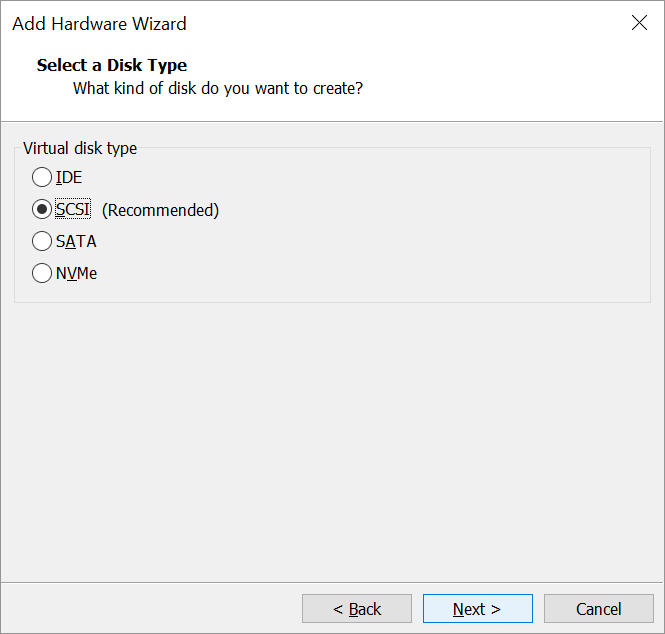 Add Hardware Wizard
Select a Disk Type
What kind of disk do you want to create?
Virtual disk type
IDE
SCSI (Recommended)
SATA
NVMe
< Back Next > Cancel